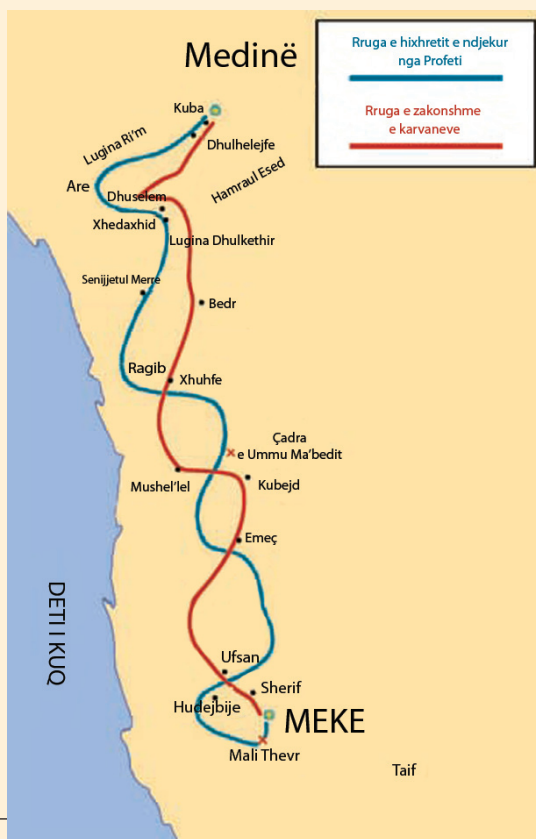 Medinë
Rruga e hixhretit e ndjekur
nga Profeti
Rruga e zakonshme
e karvaneve
Kuba
Dhulhelejfe
Lugina Ri'm
Hamraul Esed
Are
Dhuselem
Xhedaxhid
Lugina Dhulkethir
Senijjetul Merre
Bedr
Ragib
Xhuhfe
Çadra
e Ummu Ma'bedit
Mushel'lel
Kubejd
Emeç
DETI I KUQ
Ufsan
Sherif
Hudejbije
MEKE
Mali Thevr
Taif